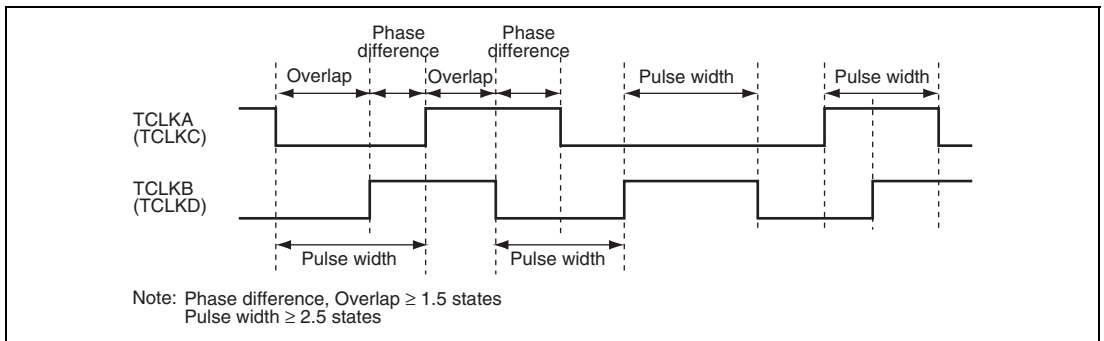 Phase
difference
Phase
difference
Overlap
Overlap
Pulse width
Pulse width
TCLKA
(TCLKC)
TCLKB
(TCLKD)
Pulse width
Pulse width
Note: Phase difference, Overlap ≥ 1.5 states
Pulse width ≥ 2.5 states